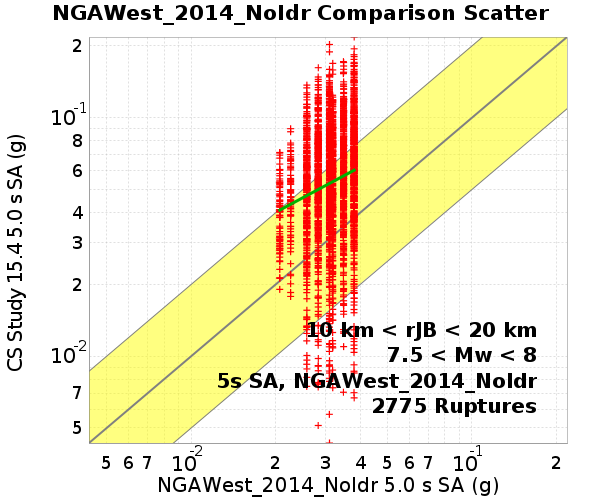 NGAWest_2014_NoIdr Comparison Scatter
CS Study 15.4 5.0 s SA (g)
2
10^-1
8
6
4
3
2
10^-2
7
5
10 km < rJB < 20 km
7.5 < Mw < 8
5s SA, NGAWest_2014_NoIdr
2775 Ruptures
5 6 7 10^-2 2 3 4 5 6 7 10^-1 2
NGAWest_2014_NoIdr 5.0 s SA (g)